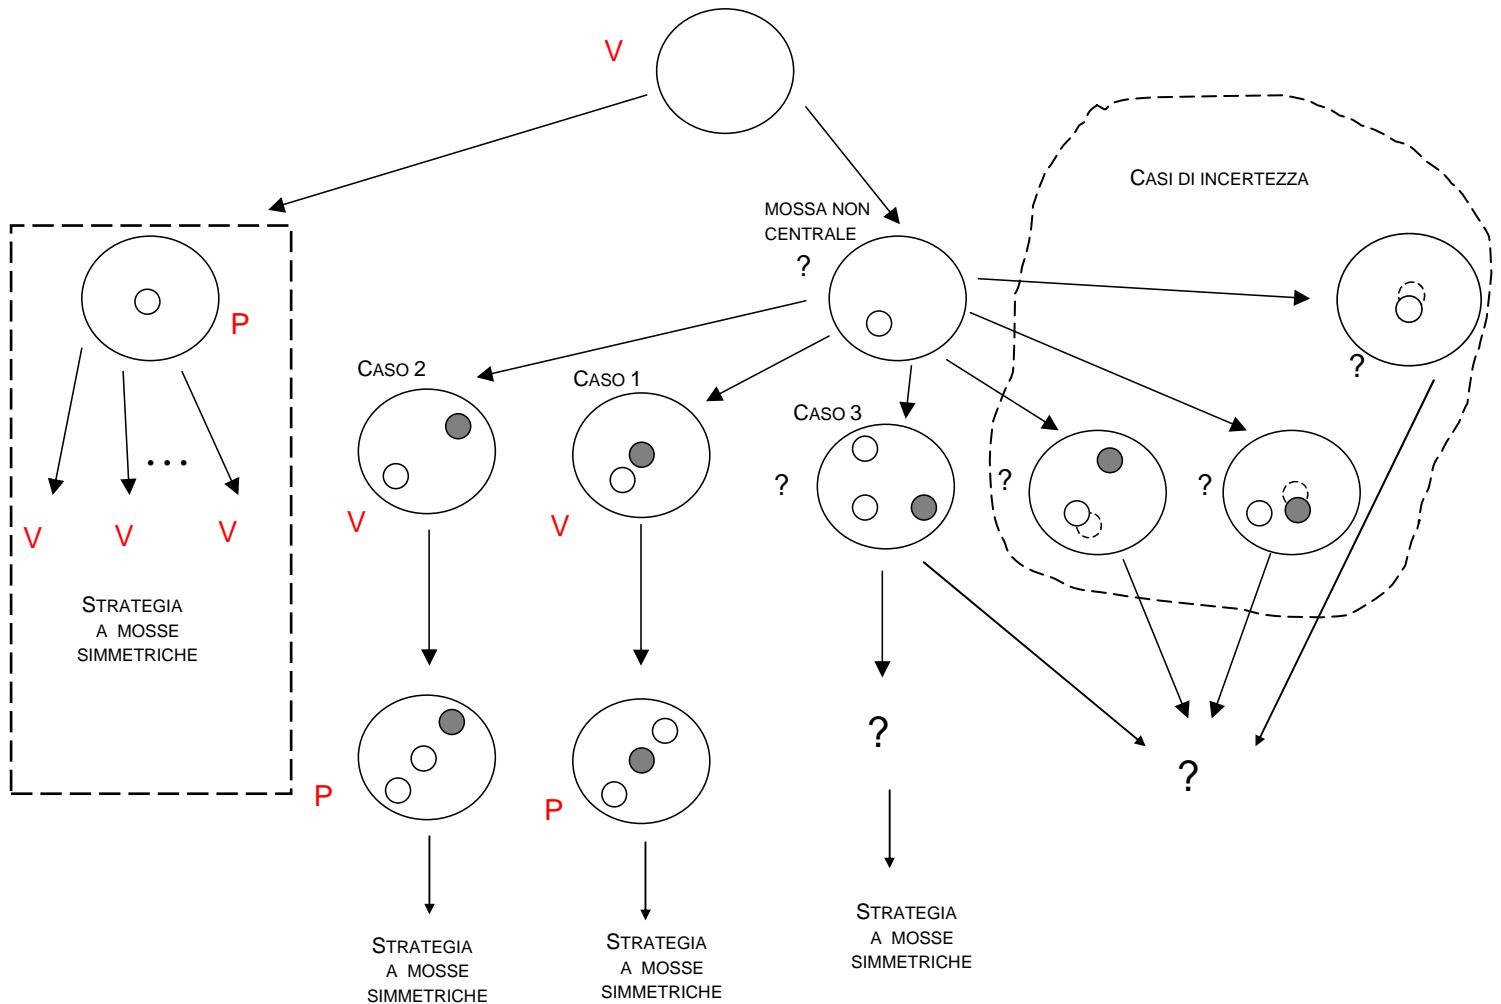 V
CASI DI INCERTEZZA
MOSSA NON
CENTRALE
?
P
?
CASO 2
CASO 1
CASO 3
...
?
?
?
V
V
V
V
V
STRATEGIA
A MOSSE
SIMMETRICHE
?
?
P
P
STRATEGIA
A MOSSE
SIMMETRICHE
STRATEGIA
A MOSSE
SIMMETRICHE
STRATEGIA
A MOSSE
SIMMETRICHE